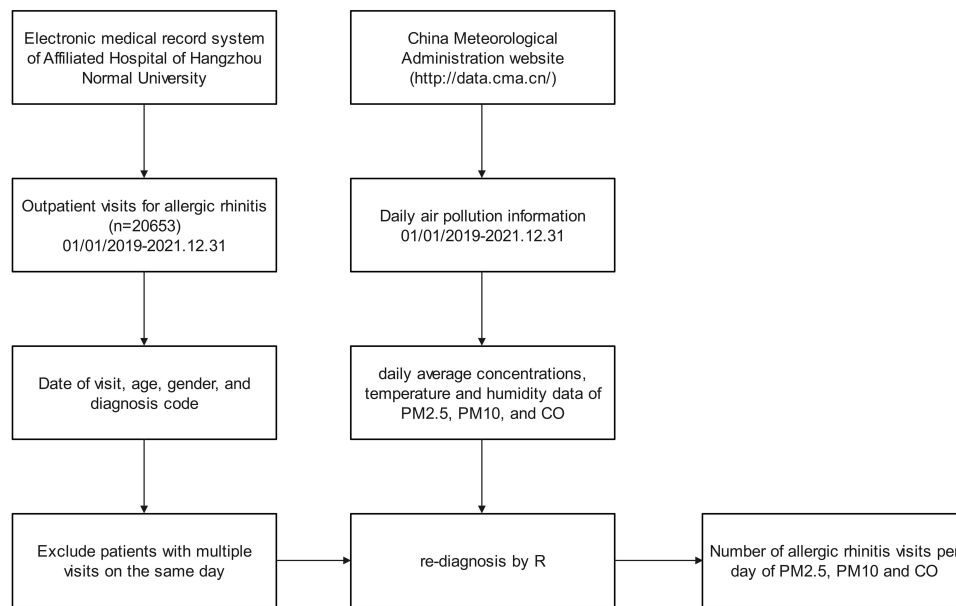 Electronic medical record system
of Affiliated Hospital of Hangzhou
Normal University
China Meteorological
Administration website
(http://data.cma.cn/)
Outpatient visits for allergic rhinitis
(n=20653)
01/01/2019-2021.12.31
Daily air pollution information
01/01/2019-2021.12.31
Date of visit, age, gender, and
diagnosis code
daily average concentrations,
temperature and humidity data of
PM2.5, PM10, and CO
Exclude patients with multiple
visits on the same day
re-diagnosis by R
Number of allergic rhinitis visits per
day of PM2.5, PM10 and CO